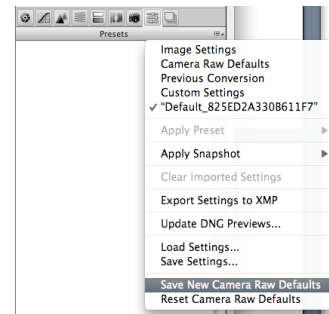 Presets
Image Settings
Camera Raw Defaults
Previous Conversion
Custom Settings
✓ "Default_825ED2A330B611F7"
Apply Preset
Apply Snapshot
Clear Imported Settings
Export Settings to XMP
Update DNG Previews...
Load Settings...
Save Settings...
Save New Camera Raw Defaults
Reset Camera Raw Defaults